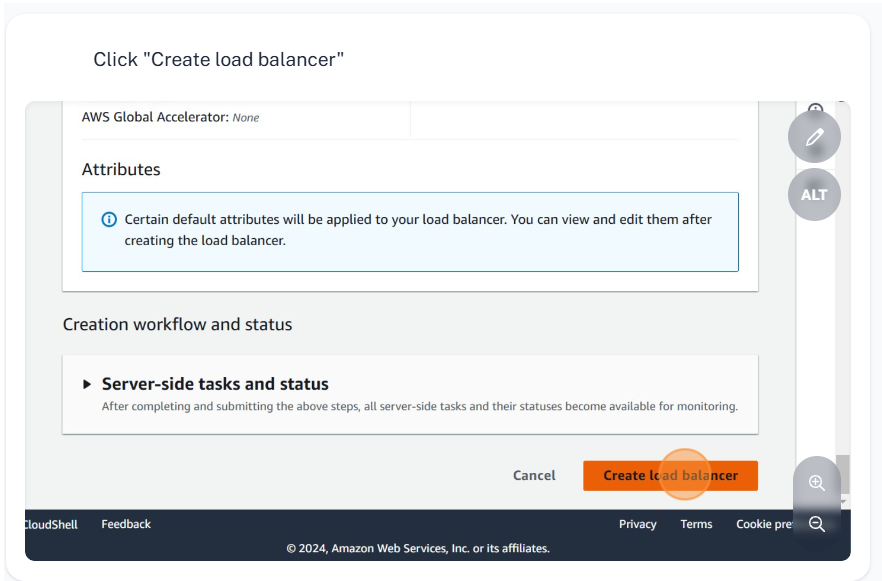 Click "Create load balancer"
AWS Global Accelerator: None
ALT
Attributes
Certain default attributes will be applied to your load balancer. You can view and edit them after
creating the load balancer.
Creation workflow and status
Server-side tasks and status
After completing and submitting the above steps, all server-side tasks and their statuses become available for monitoring.
Cancel
Create load balancer
CloudShell
Feedback
Privacy
Terms
Cookie pre
© 2024, Amazon Web Services, Inc. or its affiliates.